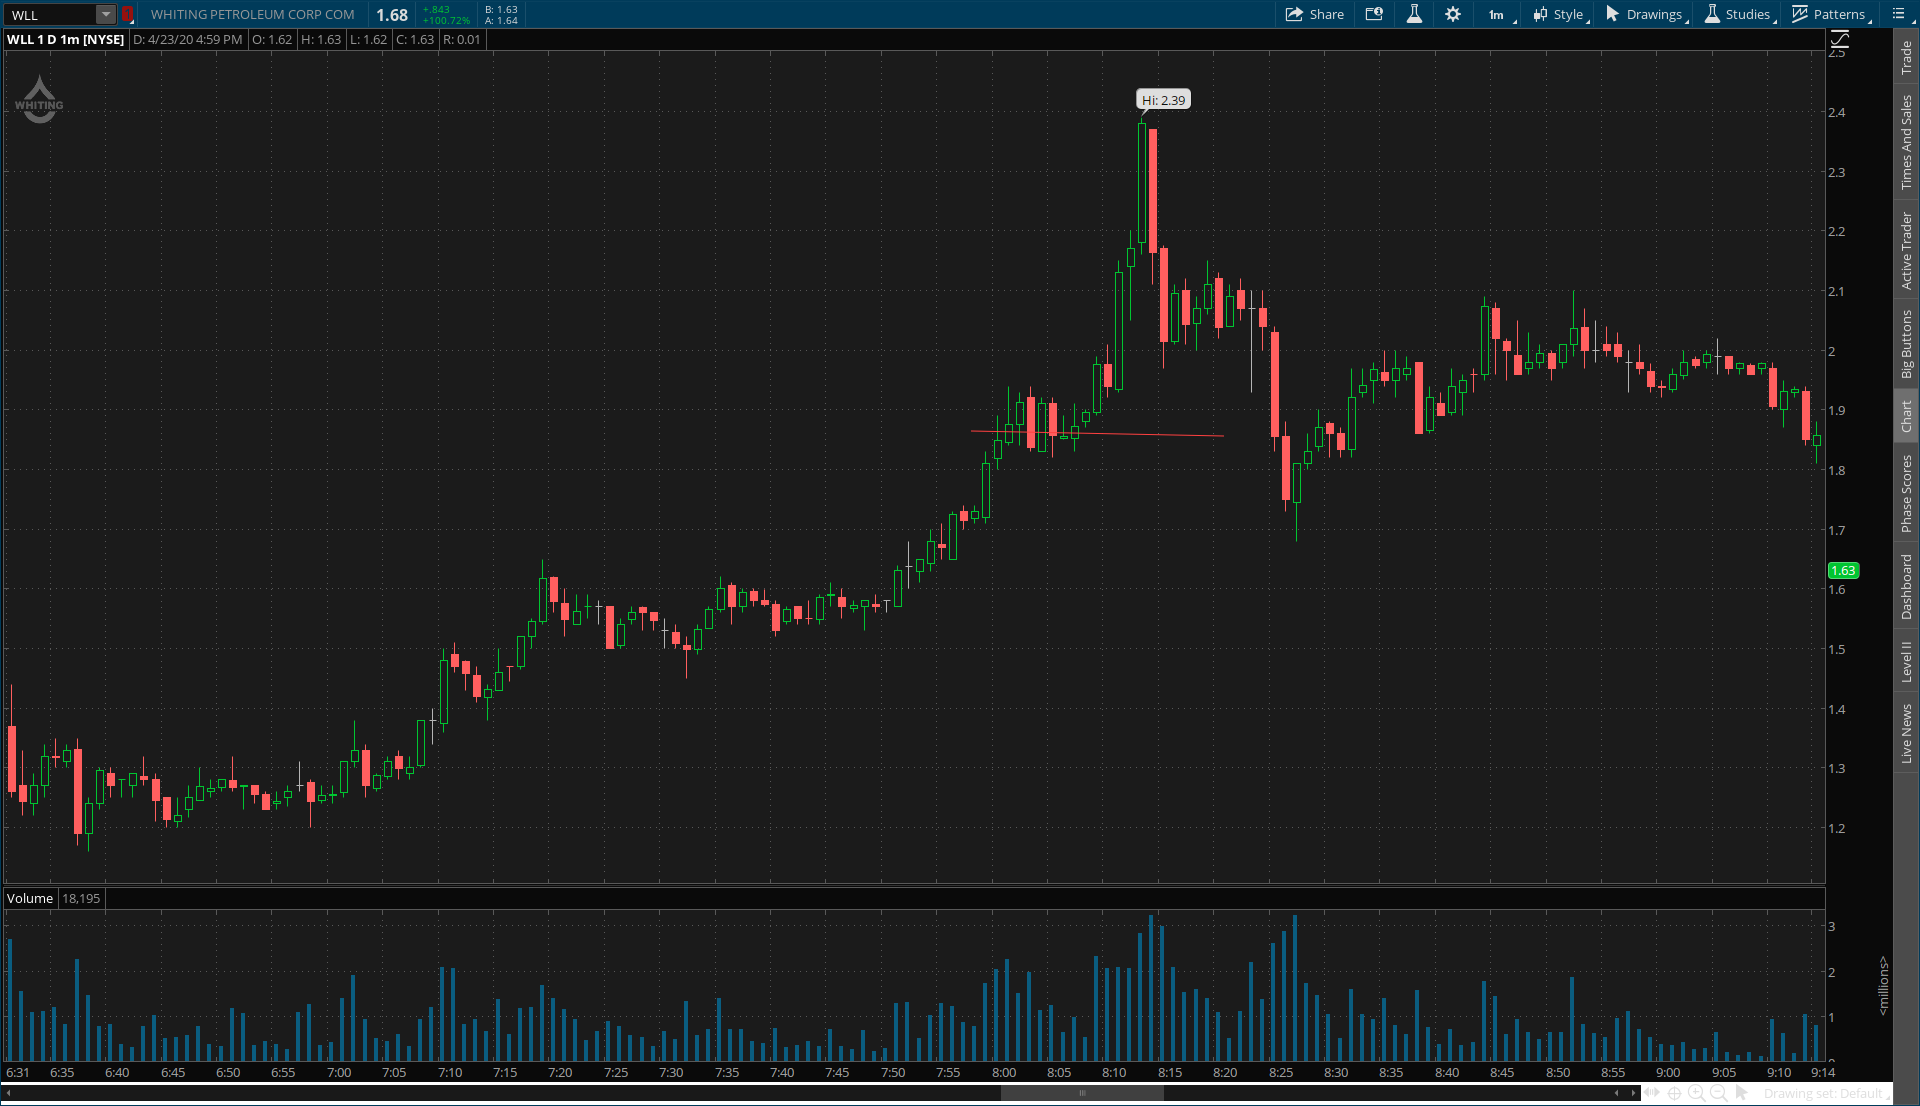 WLL 1 WHITING PETROLEUM CORP COM 1.68 +.843 B: 1.63 Share 1m Style Drawings Studies Patterns
+100.72% A: 1.64
WLL 1 D 1m [NYSE] D: 4/23/20 4:59 PM O: 1.62 H: 1.63 L: 1.62 C: 1.63 R: 0.01
WHITING
Hi: 2.39
2.5
2.4
2.3
2.2
2.1
2
1.9
1.8
1.7
1.63
1.6
1.5
1.4
1.3
1.2
Volume 18,195
3
2
1
0
<millions>
6:31 6:35 6:40 6:45 6:50 6:55 7:00 7:05 7:10 7:15 7:20 7:25 7:30 7:35 7:40 7:45 7:50 7:55 8:00 8:05 8:10 8:15 8:20 8:25 8:30 8:35 8:40 8:45 8:50 8:55 9:00 9:05 9:10 9:14
Drawing set: Default
Trade
Times And Sales
Active Trader
Big Buttons
Chart
Phase Scores
Dashboard
Level II
Live News